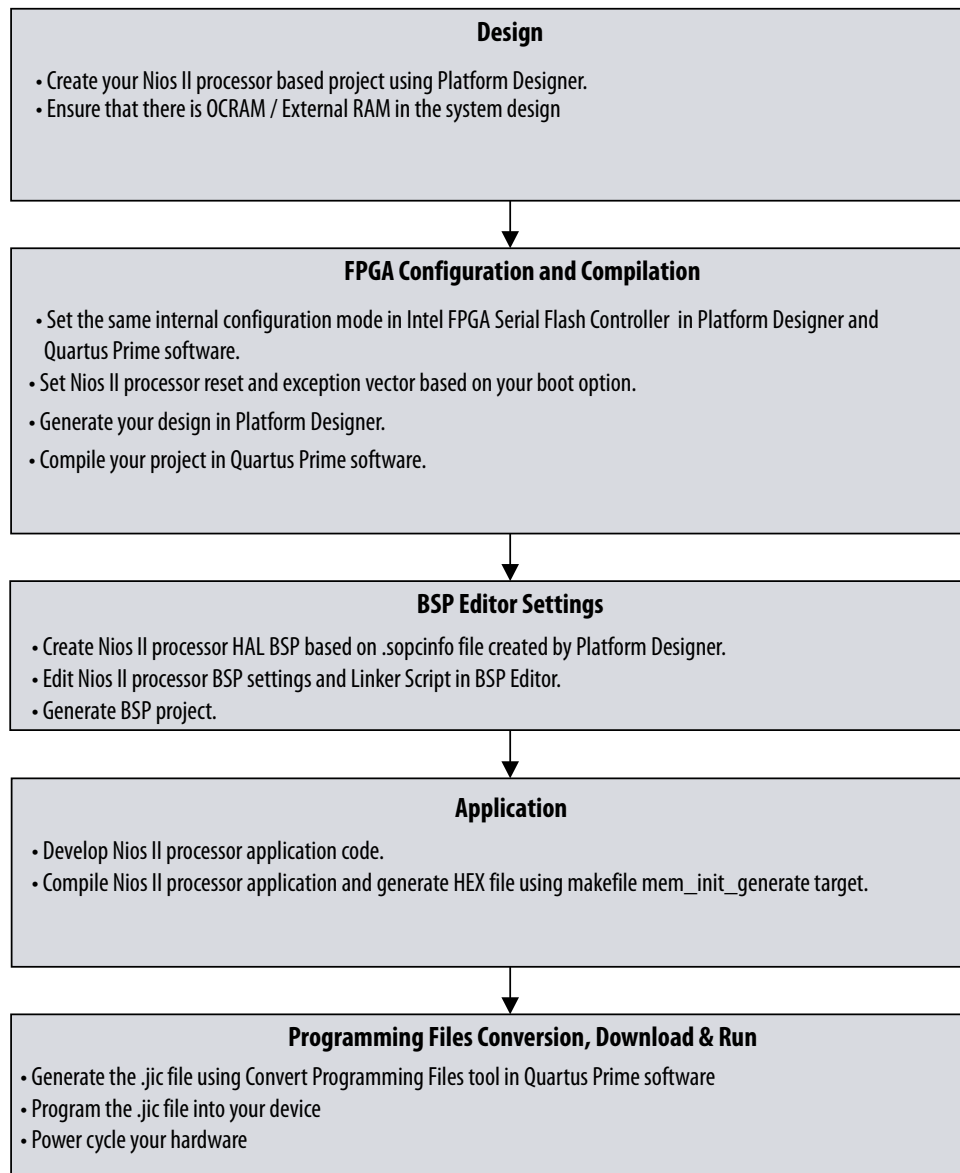 Design
• Create your Nios II processor based project using Platform Designer.
• Ensure that there is OCRAM / External RAM in the system design
FPGA Configuration and Compilation
• Set the same internal configuration mode in Intel FPGA Serial Flash Controller in Platform Designer and
Quartus Prime software.
• Set Nios II processor reset and exception vector based on your boot option.
• Generate your design in Platform Designer.
• Compile your project in Quartus Prime software.
BSP Editor Settings
• Create Nios II processor HAL BSP based on .sopcinfo file created by Platform Designer.
• Edit Nios II processor BSP settings and Linker Script in BSP Editor.
• Generate BSP project.
Application
• Develop Nios II processor application code.
• Compile Nios II processor application and generate HEX file using makefile mem_init_generate target.
Programming Files Conversion, Download & Run
• Generate the .jic file using Convert Programming Files tool in Quartus Prime software
• Program the .jic file into your device
• Power cycle your hardware